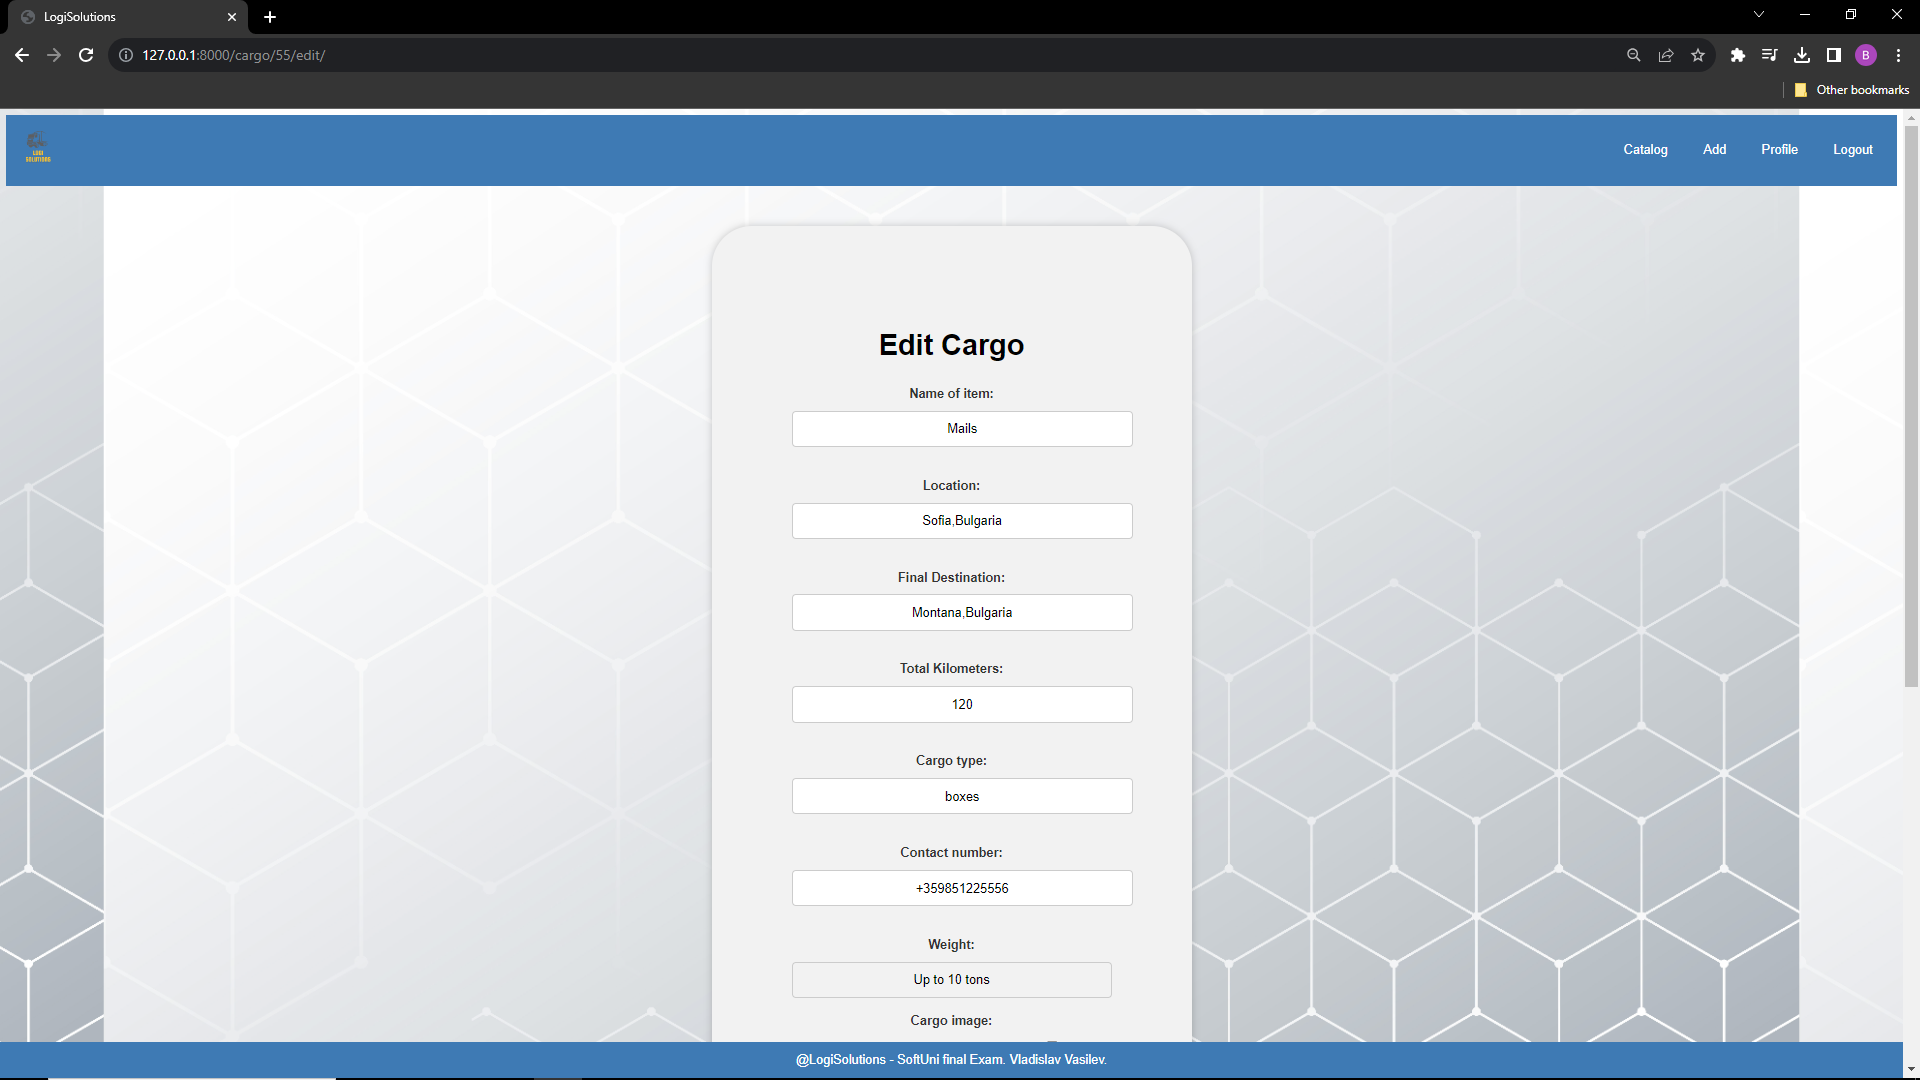 LogiSolutions
127.0.0.1:8000/cargo/55/edit/
B
Other bookmarks
LOGI
SOLUTIONS
Catalog
Add
Profile
Logout
Edit Cargo
Name of item:
Mails
Location:
Sofia,Bulgaria
Final Destination:
Montana,Bulgaria
Total Kilometers:
120
Cargo type:
boxes
Contact number:
+359851225556
Weight:
Up to 10 tons
Cargo image:
@LogiSolutions - SoftUni final Exam. Vladislav Vasilev.